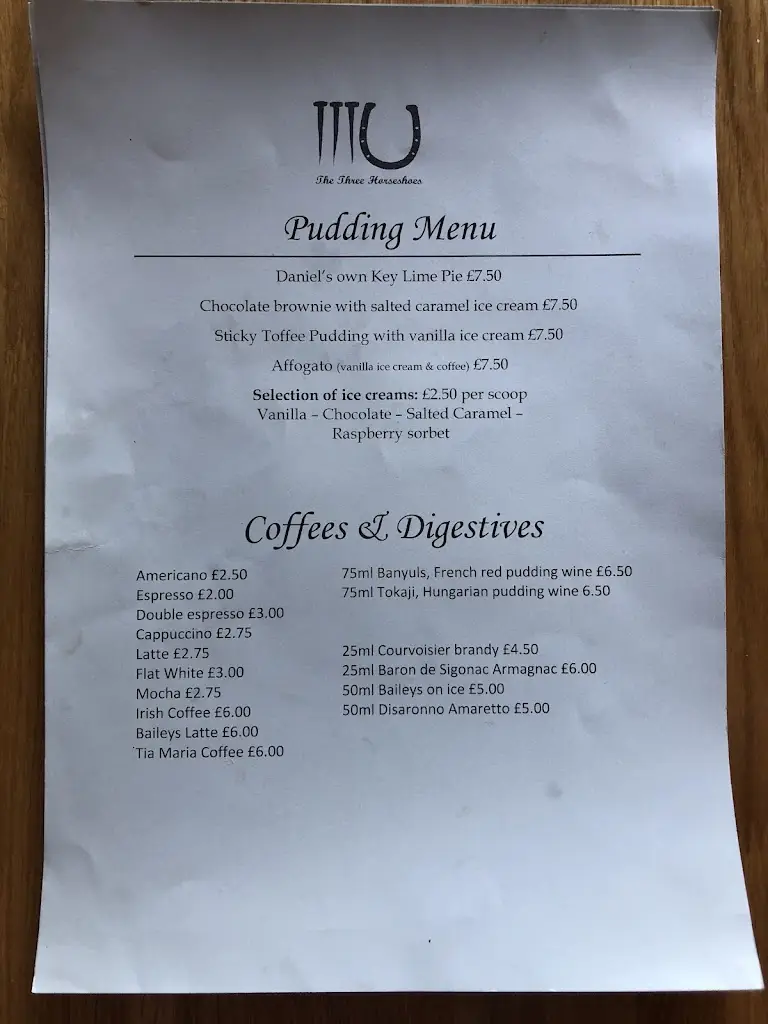 The Three Horseshoes
Pudding Menu
Daniel's own Key Lime Pie £7.50
Chocolate brownie with salted caramel ice cream £7.50
Sticky Toffee Pudding with vanilla ice cream £7.50
Affogato (vanilla ice cream & coffee) £7.50
Selection of ice creams: £2.50 per scoop
Vanilla – Chocolate – Salted Caramel –
Raspberry sorbet
Coffees & Digestives
Americano £2.50
Espresso £2.00
Double espresso £3.00
Cappuccino £2.75
Latte £2.75
Flat White £3.00
Mocha £2.75
Irish Coffee £6.00
Baileys Latte £6.00
Tia Maria Coffee £6.00
75ml Banyuls, French red pudding wine £6.50
75ml Tokaji, Hungarian pudding wine 6.50
25ml Courvoisier brandy £4.50
25ml Baron de Sigonac Armagnac £6.00
50ml Baileys on ice £5.00
50ml Disaronno Amaretto £5.00